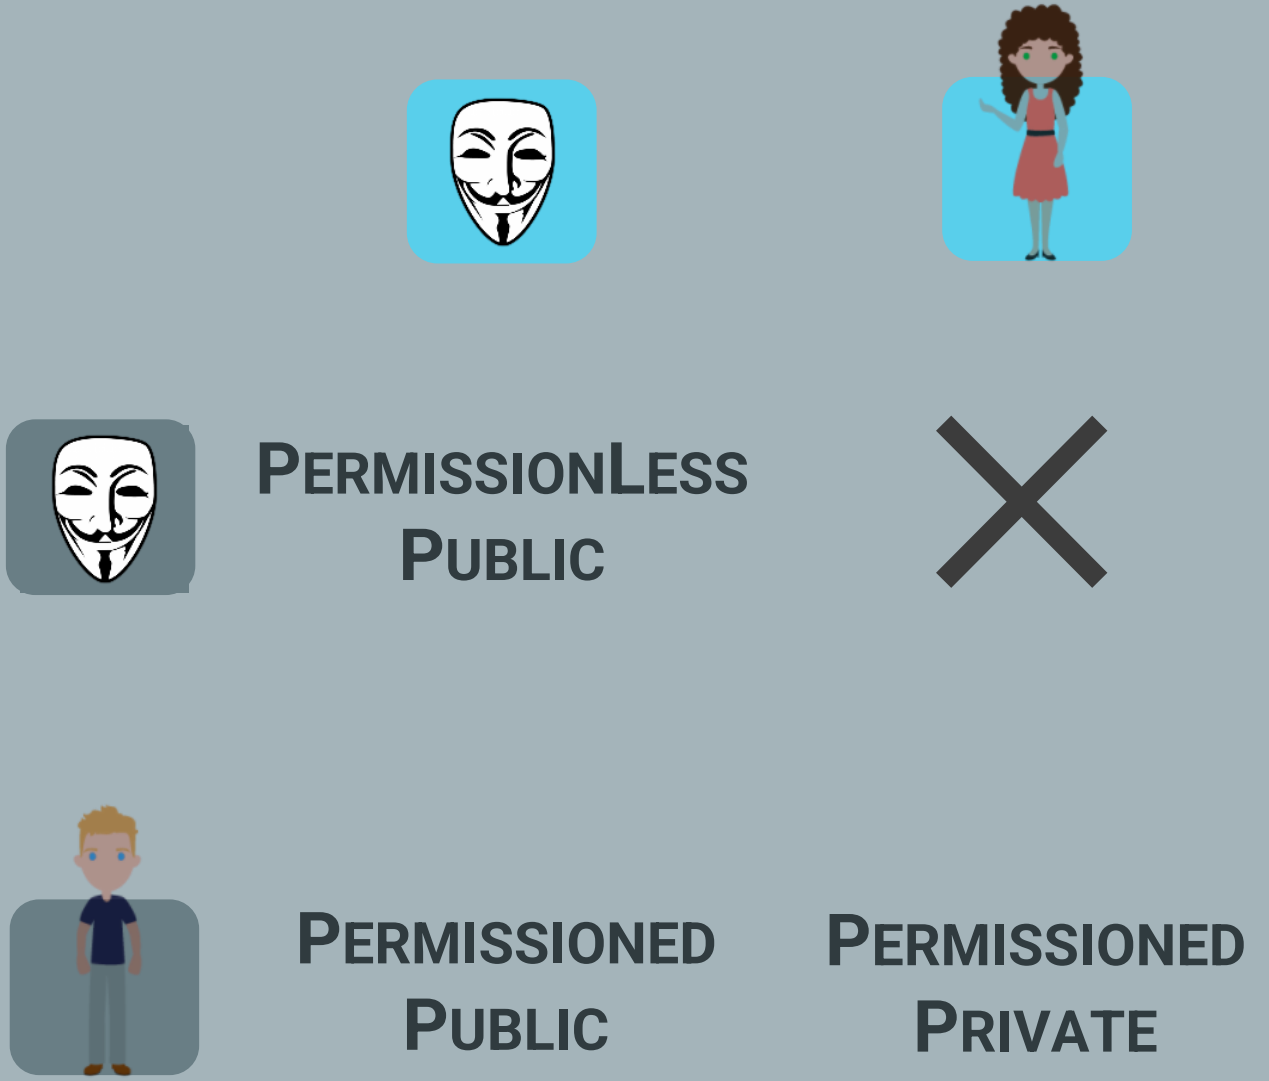 PERMISSIONLESS
PUBLIC
PERMISSIONED
PUBLIC
PERMISSIONED
PRIVATE